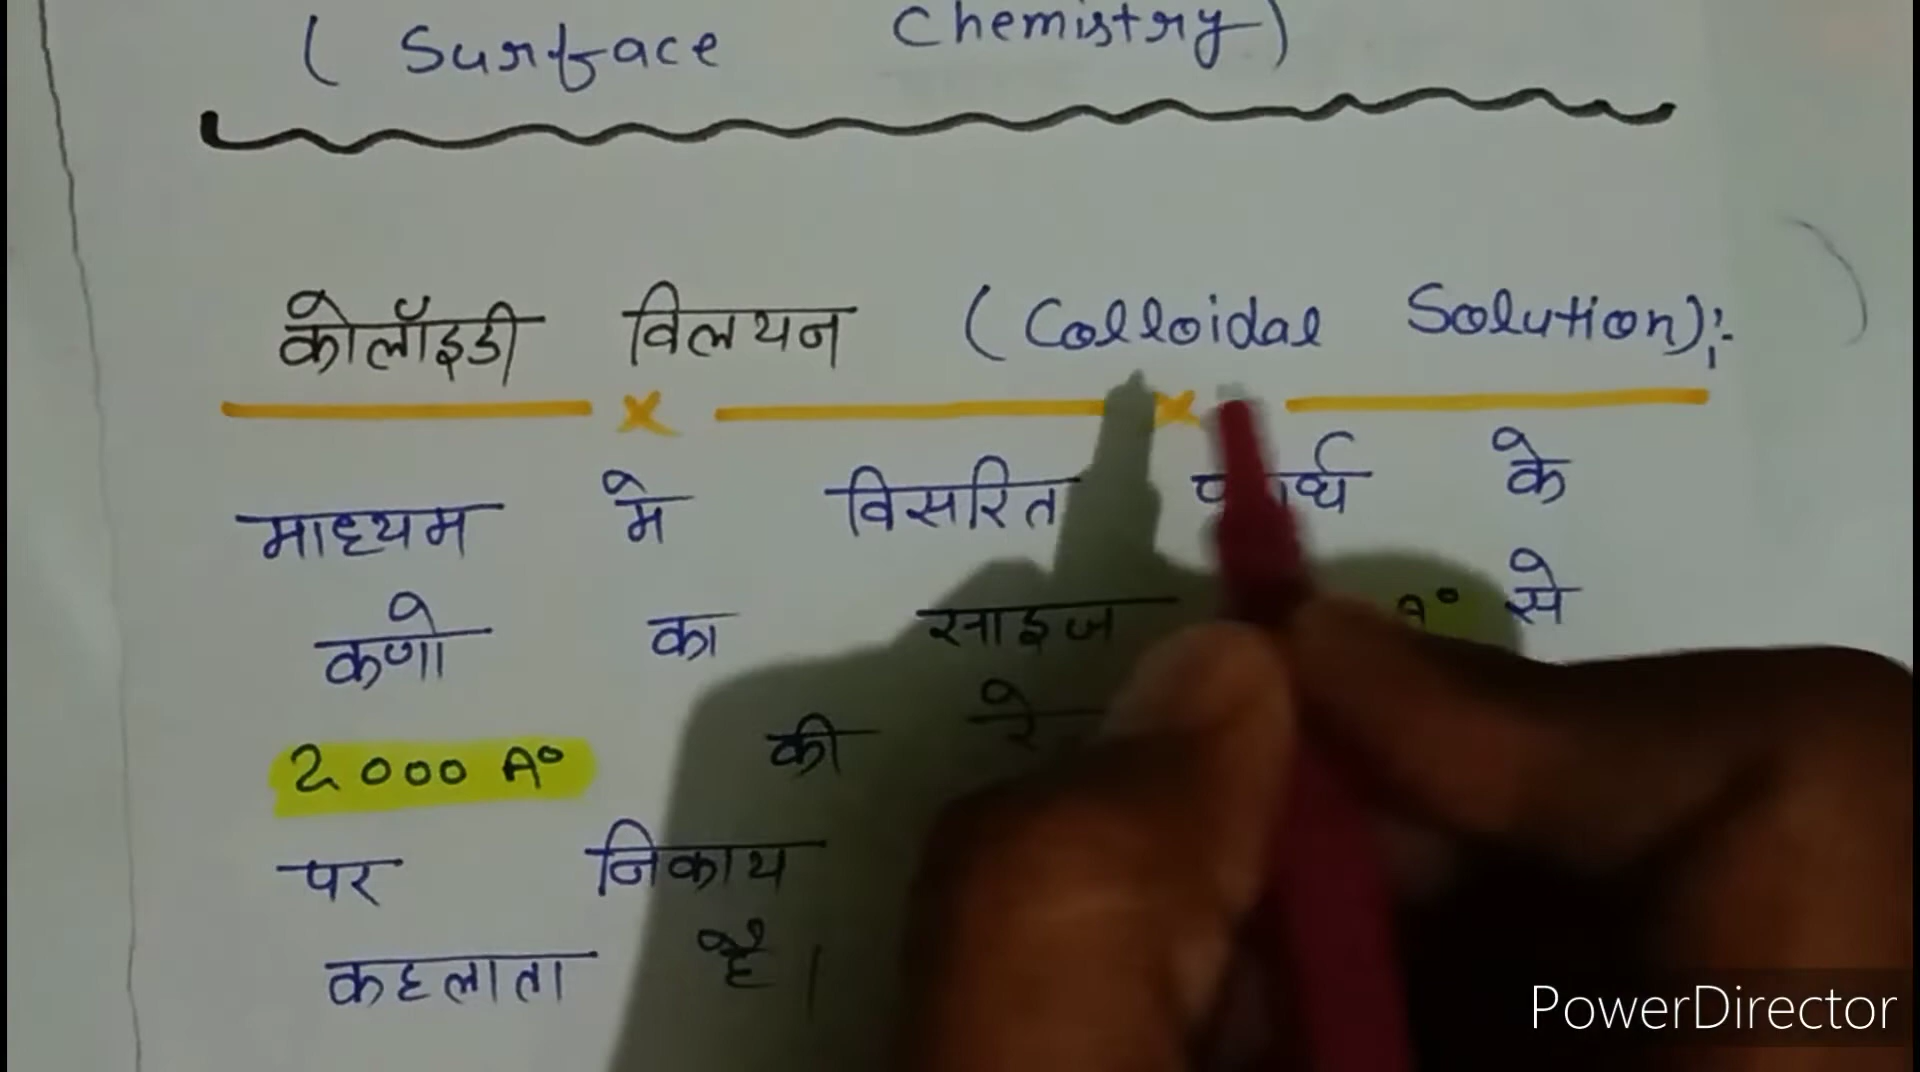 ( Surface Chemistry)
कोलॉइडी विलयन (Colloidal Solution):-
माध्यम मे विसरित के
कणो का साइज A° से
2000 A° की
पर निकाय
कहलाता है।
PowerDirector